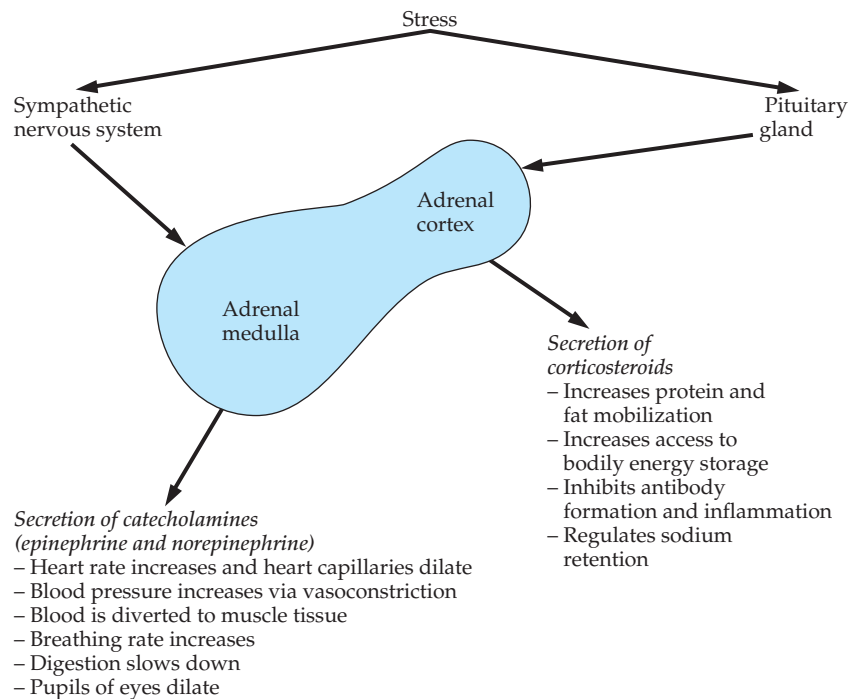 Stress
Sympathetic
nervous system
Pituitary
gland
Adrenal
cortex
Adrenal
medulla
Secretion of
corticosteroids
– Increases protein and
fat mobilization
– Increases access to
bodily energy storage
– Inhibits antibody
formation and inflammation
– Regulates sodium
retention
Secretion of catecholamines
(epinephrine and norepinephrine)
– Heart rate increases and heart capillaries dilate
– Blood pressure increases via vasoconstriction
– Blood is diverted to muscle tissue
– Breathing rate increases
– Digestion slows down
– Pupils of eyes dilate